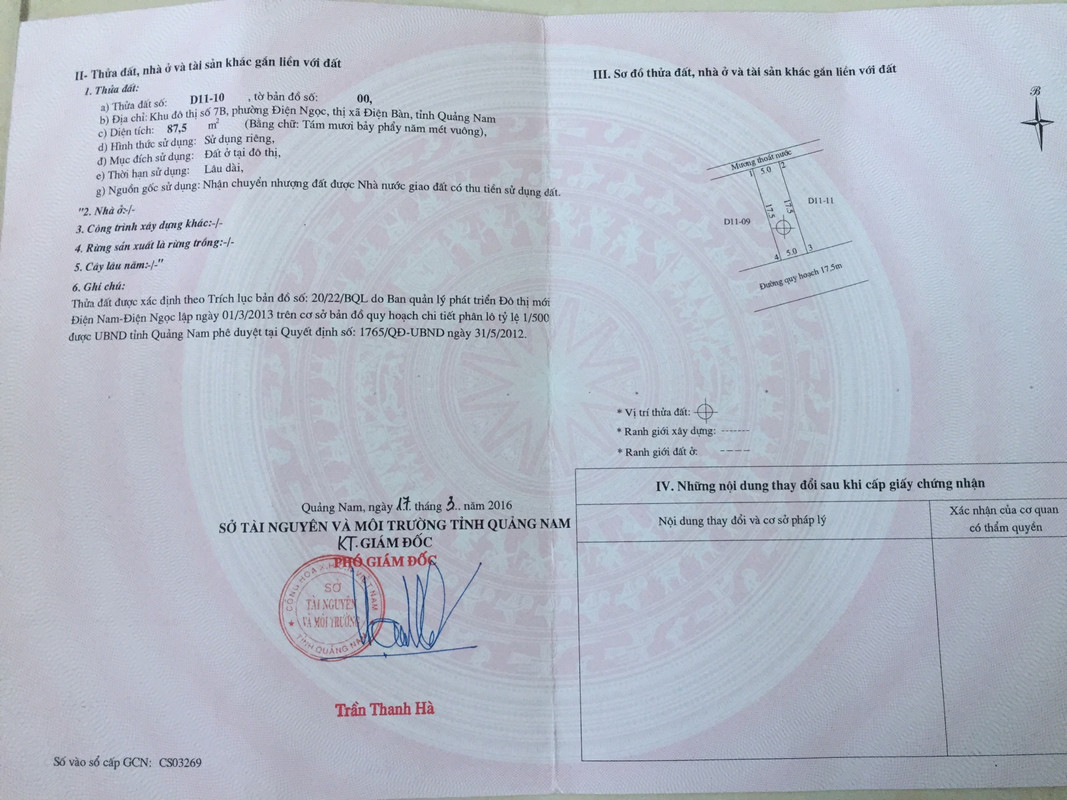 II- Thửa đất, nhà ở và tài sản khác gắn liền với đất
1. Thửa đất:
a) Thửa đất số: D11-10 , tờ bản đồ số: 00,
b) Địa chỉ: Khu đô thị số 7B, phường Điện Ngọc, thị xã Điện Bàn, tỉnh Quảng Nam
c) Diện tích: 87,5 m² (Bằng chữ: Tám mươi bảy phẩy năm mét vuông),
d) Hình thức sử dụng: Sử dụng riêng,
đ) Mục đích sử dụng: Đất ở tại đô thị,
e) Thời hạn sử dụng: Lâu dài,
g) Nguồn gốc sử dụng: Nhận chuyển nhượng đất được Nhà nước giao đất có thu tiền sử dụng đất.
"2. Nhà ở:-/-
3. Công trình xây dựng khác:-/-
4. Rừng sản xuất là rừng trồng:-/-
5. Cây lâu năm:-/-"
6. Ghi chú:
Thửa đất được xác định theo Trích lục bản đồ số: 20/22/BQL do Ban quản lý phát triển Đô thị mới
Điện Nam-Điện Ngọc lập ngày 01/3/2013 trên cơ sở bản đồ quy hoạch chi tiết phân lô tỷ lệ 1/500
được UBND tỉnh Quảng Nam phê duyệt tại Quyết định số: 1765/QĐ-UBND ngày 31/5/2012.
Quảng Nam, ngày 17. tháng 3.. năm 2016
SỞ TÀI NGUYÊN VÀ MÔI TRƯỜNG TỈNH QUẢNG NAM
KT. GIÁM ĐỐC
PHÓ GIÁM ĐỐC
CỘNG HÒA X.H.C.N VIỆT NAM
SỞ
TÀI NGUYÊN
VÀ MÔI TRƯỜNG
TỈNH QUẢNG NAM
Trần Thanh Hà
Số vào sổ cấp GCN: CS03269
III. Sơ đồ thửa đất, nhà ở và tài sản khác gắn liền với đất
B
Mương thoát nước
1 5.0 2
17.5 17.5
D11-11
D11-09
4 5.0 3
Đường quy hoạch 17.5m
* Vị trí thửa đất:
* Ranh giới xây dựng:
* Ranh giới đất ở:
IV. Những nội dung thay đổi sau khi cấp giấy chứng nhận
Nội dung thay đổi và cơ sở pháp lý
Xác nhận của cơ quan
có thẩm quyền